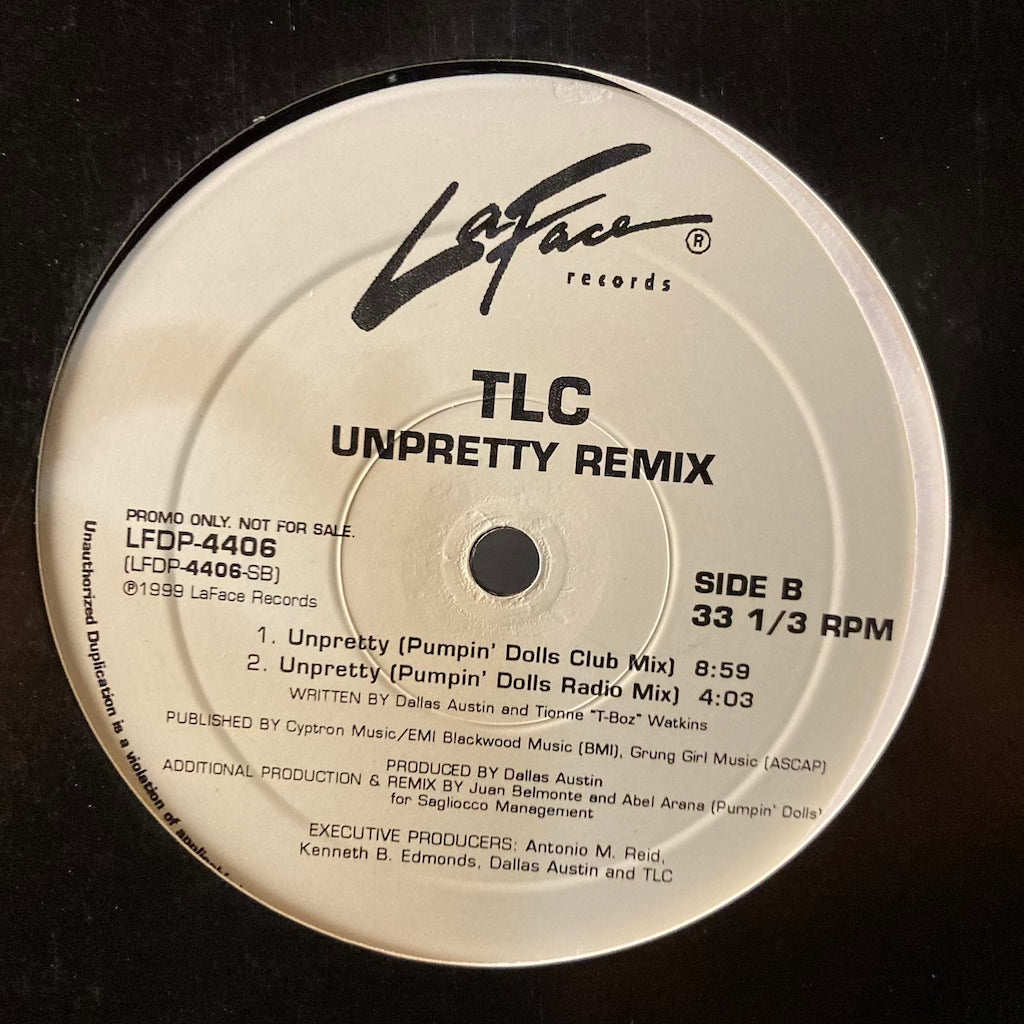 LaFace ®
records
TLC
UNPRETTY REMIX
PROMO ONLY. NOT FOR SALE.
LFDP-4406
(LFDP-4406-SB)
℗1999 LaFace Records
SIDE B
33 1/3 RPM
1. Unpretty (Pumpin' Dolls Club Mix) 8:59
2. Unpretty (Pumpin' Dolls Radio Mix) 4:03
WRITTEN BY Dallas Austin and Tionne "T-Boz" Watkins
PUBLISHED BY Cyptron Music/EMI Blackwood Music (BMI), Grung Girl Music (ASCAP)
PRODUCED BY Dallas Austin
ADDITIONAL PRODUCTION & REMIX BY Juan Belmonte and Abel Arana (Pumpin' Dolls)
for Sagliocco Management
EXECUTIVE PRODUCERS: Antonio M. Reid,
Kenneth B. Edmonds, Dallas Austin and TLC
Unauthorized Duplication is a violation of